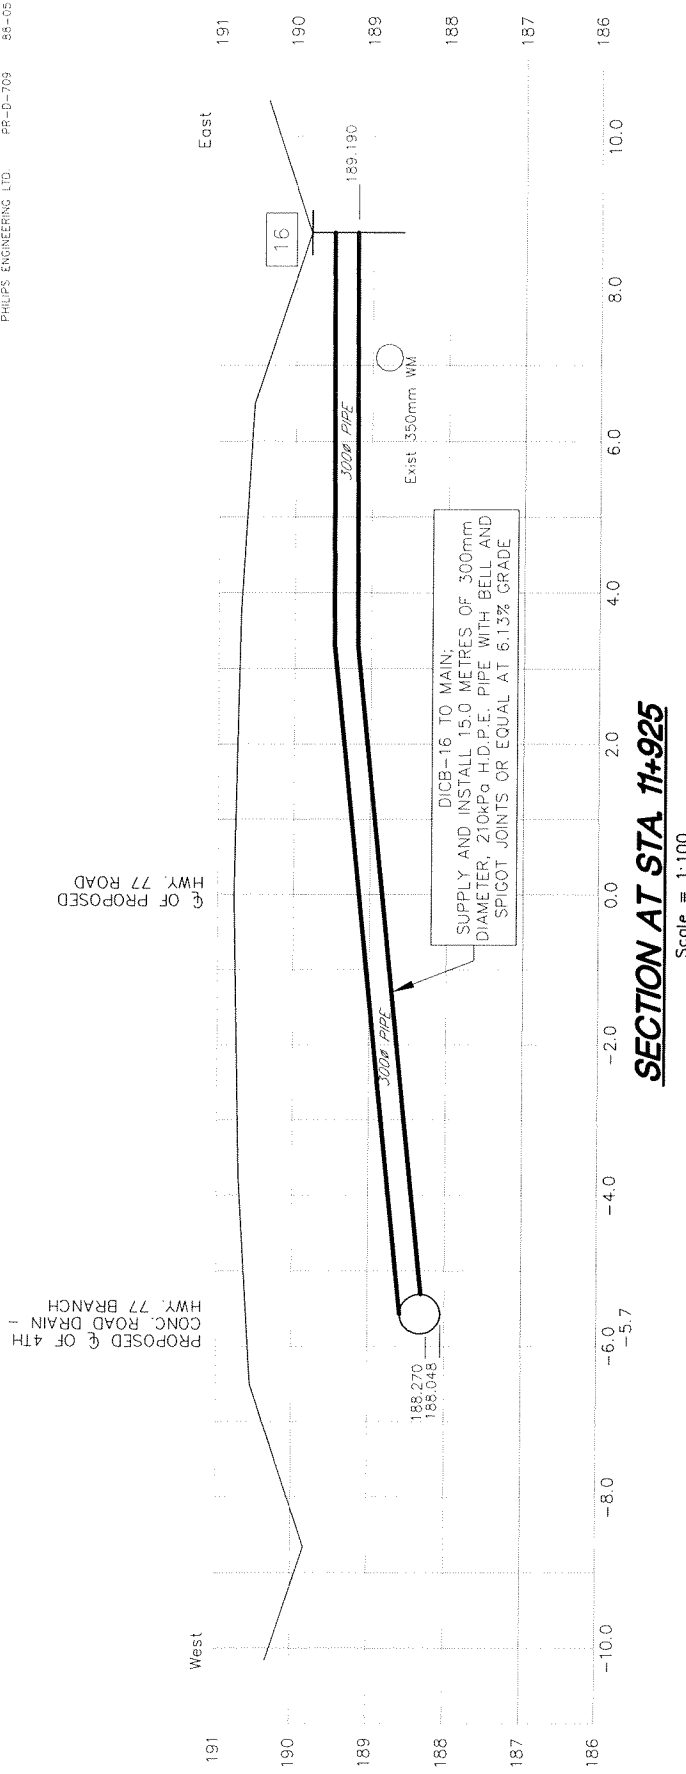 PHILIPS ENGINEERING LTD. PR-D-709 88-05
191
190
189
188
187
186
East
16
189.190
10.0
8.0
6.0
4.0
2.0
0.0
-2.0
-4.0
-6.0
-5.7
-8.0
-10.0
300ø PIPE
Exist 350mm WM
DICB-16 TO MAIN;
SUPPLY AND INSTALL 15.0 METRES OF 300mm
DIAMETER, 210kPa H.D.P.E. PIPE WITH BELL AND
SPIGOT JOINTS OR EQUAL AT 6.13% GRADE
300ø PIPE
℄ OF PROPOSED
HWY. 77 ROAD
PROPOSED ℄ OF 4TH
CONC. ROAD DRAIN -
HWY. 77 BRANCH
188.270
188.048
West
191
190
189
188
187
186
SECTION AT STA. 11+925
Scale = 1:100